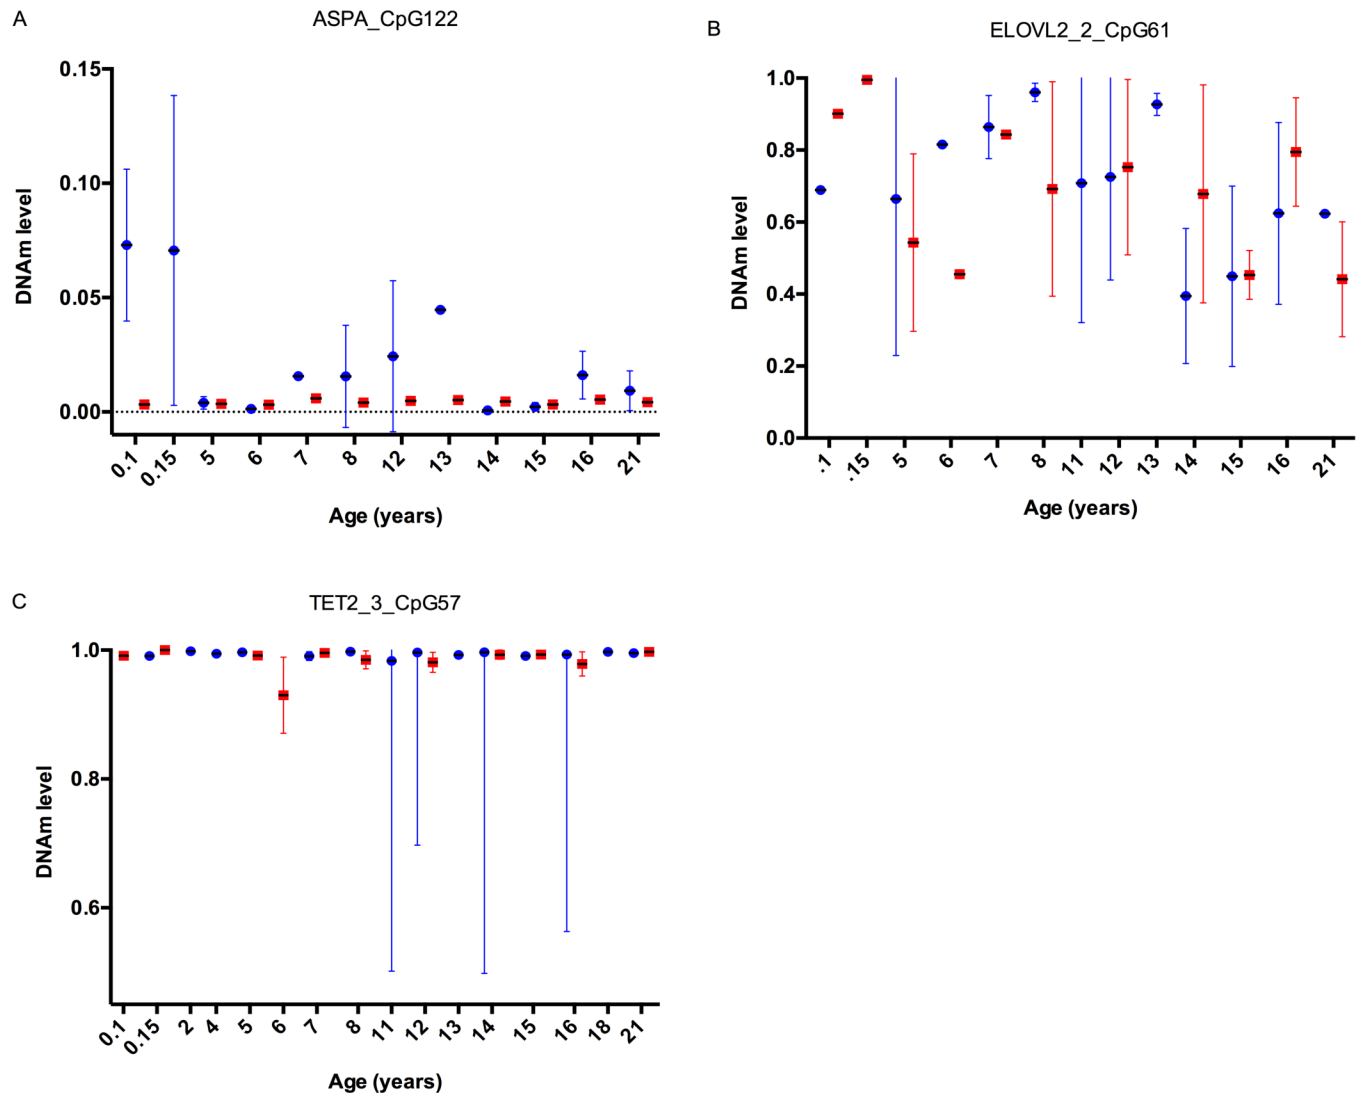 A
ASPA_CpG122
0.15
0.10
0.05
0.00
DNAm level
0.1 0.15 5 6 7 8 12 13 14 15 16 21
Age (years)
B
ELOVL2_2_CpG61
1.0
0.8
0.6
0.4
0.2
0.0
DNAm level
.1 .15 5 6 7 8 11 12 13 14 15 16 21
Age (years)
C
TET2_3_CpG57
1.0
0.8
0.6
DNAm level
0.1 0.15 2 4 5 6 7 8 11 12 13 14 15 16 18 21
Age (years)